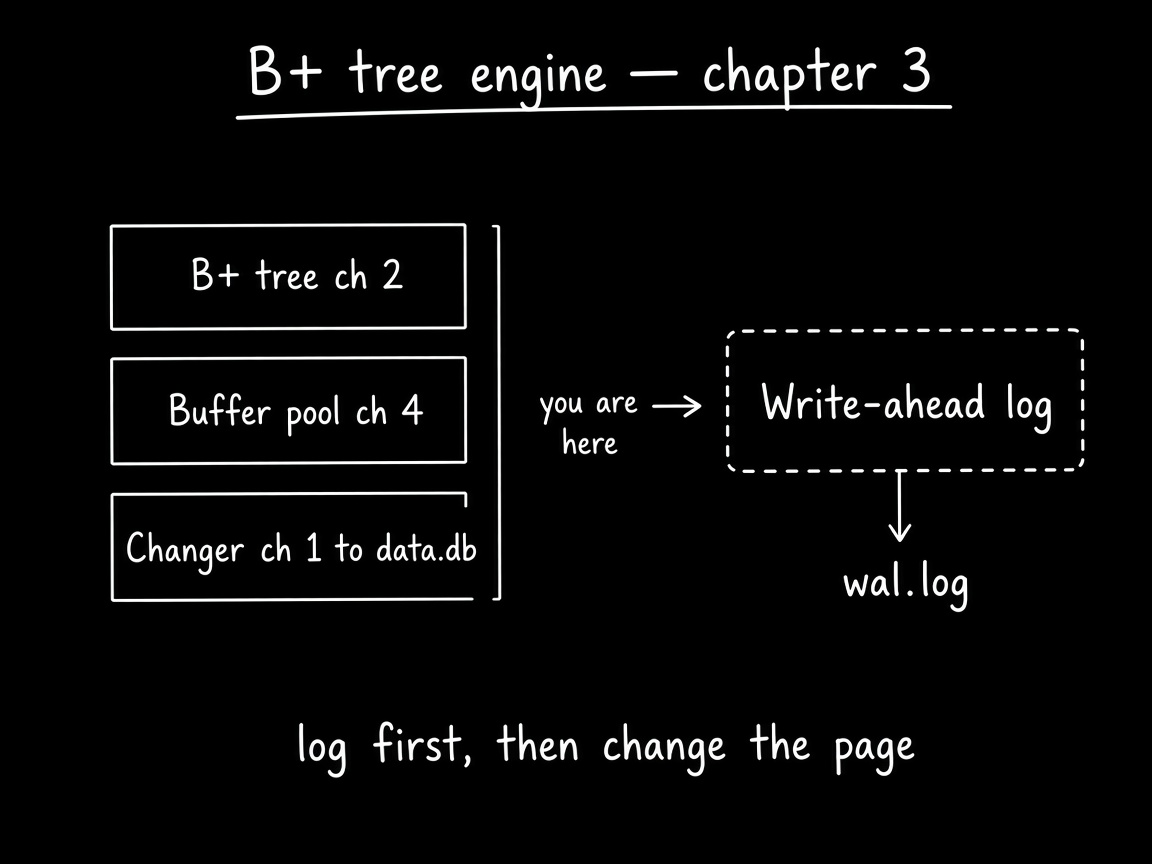 B+ tree engine — chapter 3
B+ tree ch 2
Buffer pool ch 4
Changer ch 1 to data.db
you are
here
Write-ahead log
wal.log
log first, then change the page